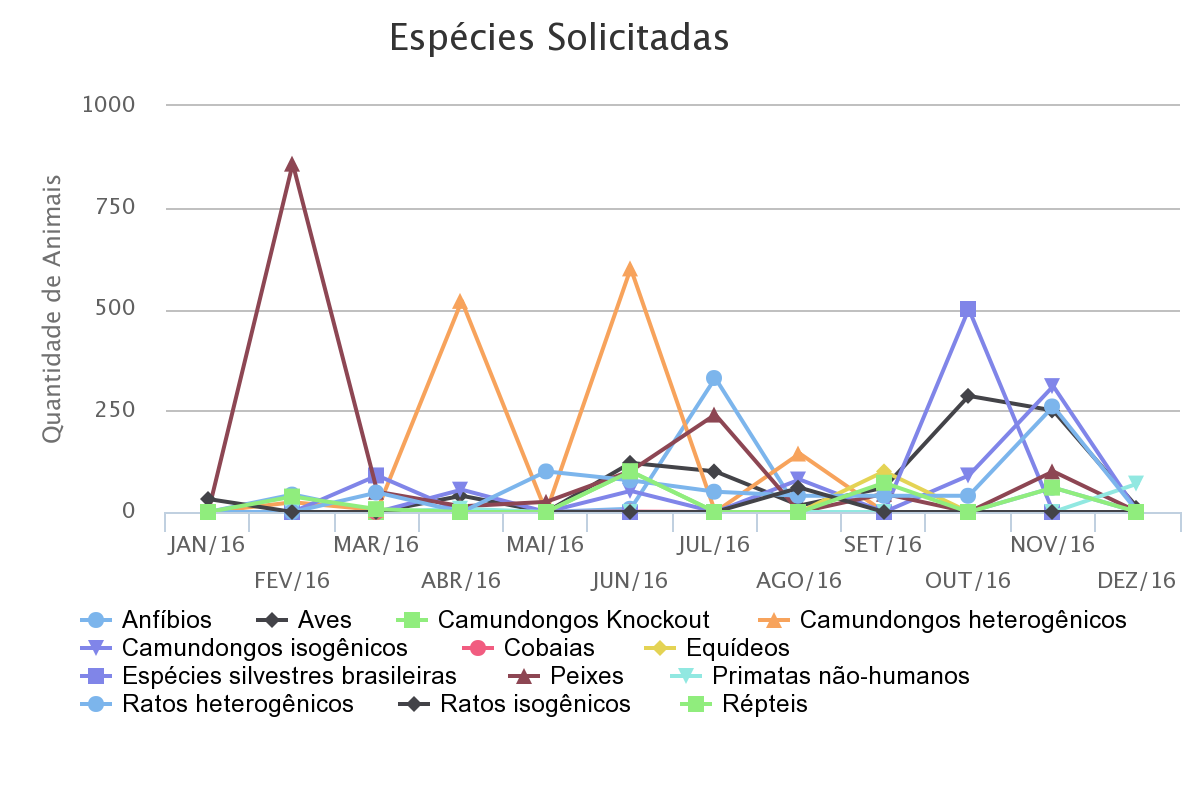 Espécies Solicitadas
Quantidade de Animais
1000
750
500
250
0
JAN/16 MAR/16 MAI/16 JUL/16 SET/16 NOV/16
FEV/16 ABR/16 JUN/16 AGO/16 OUT/16 DEZ/16
Anfíbios Aves Camundongos Knockout Camundongos heterogênicos
Camundongos isogênicos Cobaias Equídeos
Espécies silvestres brasileiras Peixes Primatas não-humanos
Ratos heterogênicos Ratos isogênicos Répteis